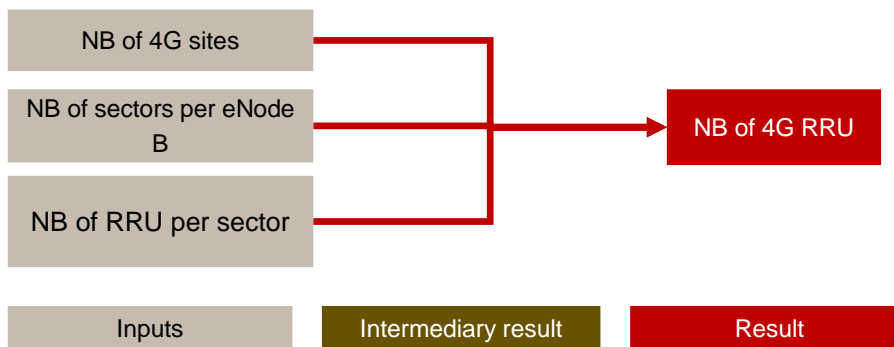 NB of 4G sites
NB of sectors per eNode
B
NB of 4G RRU
NB of RRU per sector
Inputs
Intermediary result
Result